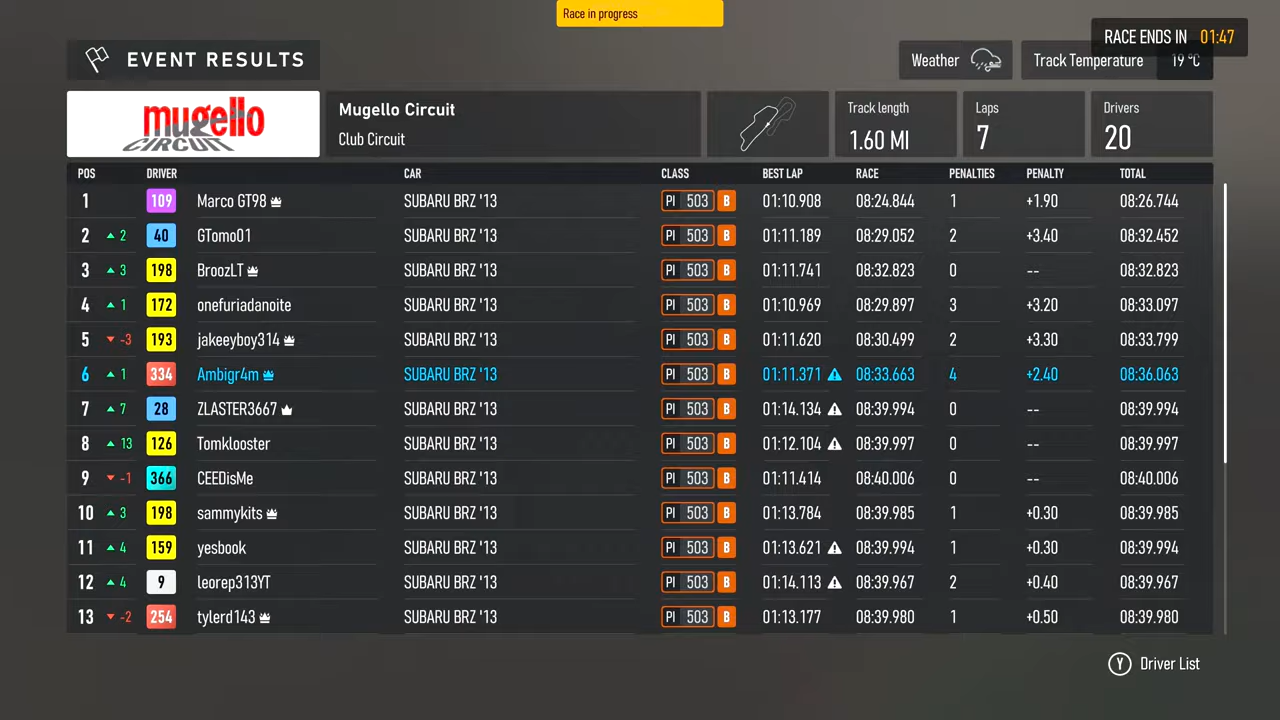 Race in progress
RACE ENDS IN 01:47
EVENT RESULTS
Weather
Track Temperature 19 °C
mugello
CIRCUIT
Mugello Circuit
Club Circuit
Track length
1.60 MI
Laps
7
Drivers
20
POS DRIVER CAR CLASS BEST LAP RACE PENALTIES PENALTY TOTAL
1 109 Marco GT98 SUBARU BRZ '13 PI 503 B 01:10.908 08:24.844 1 +1.90 08:26.744
2 2 40 GTomo01 SUBARU BRZ '13 PI 503 B 01:11.189 08:29.052 2 +3.40 08:32.452
3 3 198 BroozLT SUBARU BRZ '13 PI 503 B 01:11.741 08:32.823 0 -- 08:32.823
4 1 172 onefuriadanoite SUBARU BRZ '13 PI 503 B 01:10.969 08:29.897 3 +3.20 08:33.097
5 -3 193 jakeeyboy314 SUBARU BRZ '13 PI 503 B 01:11.620 08:30.499 2 +3.30 08:33.799
6 1 334 Ambigr4m SUBARU BRZ '13 PI 503 B 01:11.371 08:33.663 4 +2.40 08:36.063
7 7 28 ZLASTER3667 SUBARU BRZ '13 PI 503 B 01:14.134 08:39.994 0 -- 08:39.994
8 13 126 Tomklooster SUBARU BRZ '13 PI 503 B 01:12.104 08:39.997 0 -- 08:39.997
9 -1 366 CEEDisMe SUBARU BRZ '13 PI 503 B 01:11.414 08:40.006 0 -- 08:40.006
10 3 198 sammykits SUBARU BRZ '13 PI 503 B 01:13.784 08:39.985 1 +0.30 08:39.985
11 4 159 yesbook SUBARU BRZ '13 PI 503 B 01:13.621 08:39.994 1 +0.30 08:39.994
12 4 9 leorep313YT SUBARU BRZ '13 PI 503 B 01:14.113 08:39.967 2 +0.40 08:39.967
13 -2 254 tylerd143 SUBARU BRZ '13 PI 503 B 01:13.177 08:39.980 1 +0.50 08:39.980
Y Driver List